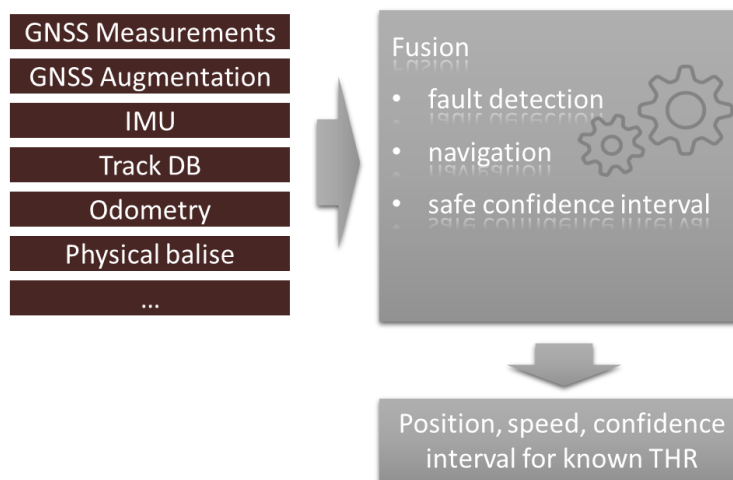 GNSS Measurements
GNSS Augmentation
IMU
Track DB
Odometry
Physical balise
...
Fusion
• fault detection
• navigation
• safe confidence interval
Position, speed, confidence
interval for known THR